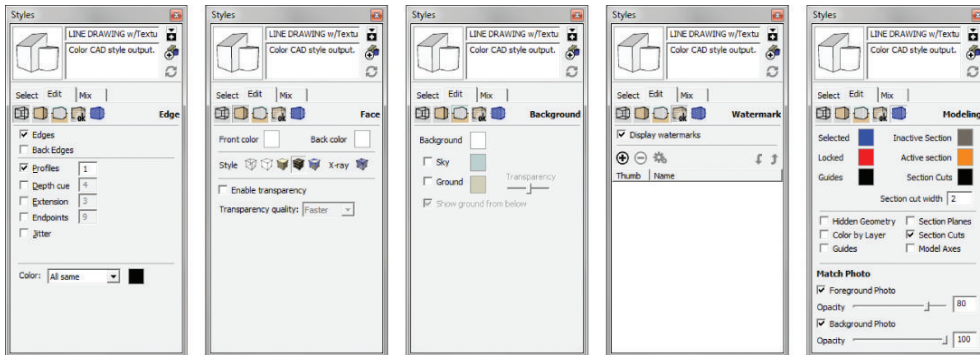 Styles
LINE DRAWING w/Textu
Color CAD style output.
Select Edit Mix
Edge
Edges
Back Edges
Profiles 1
Depth cue 4
Extension 3
Endpoints 9
Jitter
Color: All same
Styles
LINE DRAWING w/Textu
Color CAD style output.
Select Edit Mix
Face
Front color Back color
Style X-ray
Enable transparency
Transparency quality: Faster
Styles
LINE DRAWING w/Textu
Color CAD style output.
Select Edit Mix
Background
Background
Sky
Ground Transparency
Show ground from below
Styles
LINE DRAWING w/Textu
Color CAD style output.
Select Edit Mix
Watermark
Display watermarks
Thumb Name
Styles
LINE DRAWING w/Textu
Color CAD style output.
Select Edit Mix
Modeling
Selected Inactive Section
Locked Active section
Guides Section Cuts
Section cut width 2
Hidden Geometry Section Planes
Color by Layer Section Cuts
Guides Model Axes
Match Photo
Foreground Photo
Opacity 80
Background Photo
Opacity 100